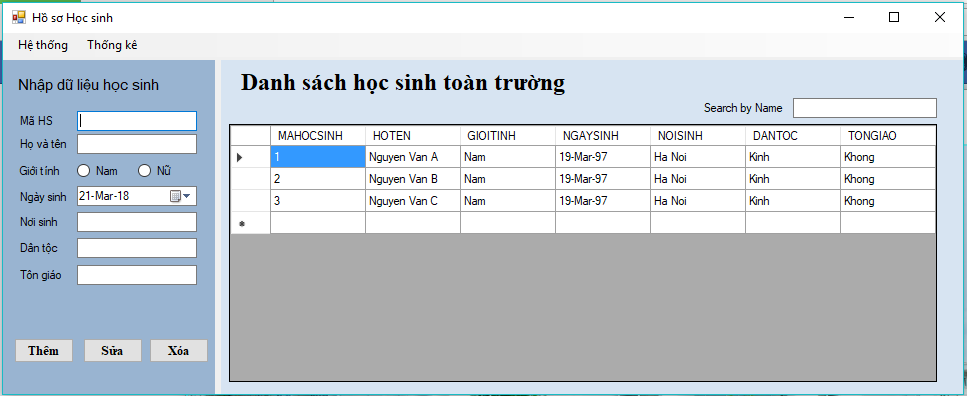 Hồ sơ Học sinh
Hệ thống Thống kê
Nhập dữ liệu học sinh
Mã HS
Họ và tên
Giới tính Nam Nữ
Ngày sinh 21-Mar-18
Nơi sinh
Dân tộc
Tôn giáo
Thêm Sửa Xóa
Danh sách học sinh toàn trường
Search by Name
MAHOCSINH HOTEN GIOITINH NGAYSINH NOISINH DANTOC TONGIAO
1 Nguyen Van A Nam 19-Mar-97 Ha Noi Kinh Khong
2 Nguyen Van B Nam 19-Mar-97 Ha Noi Kinh Khong
3 Nguyen Van C Nam 19-Mar-97 Ha Noi Kinh Khong